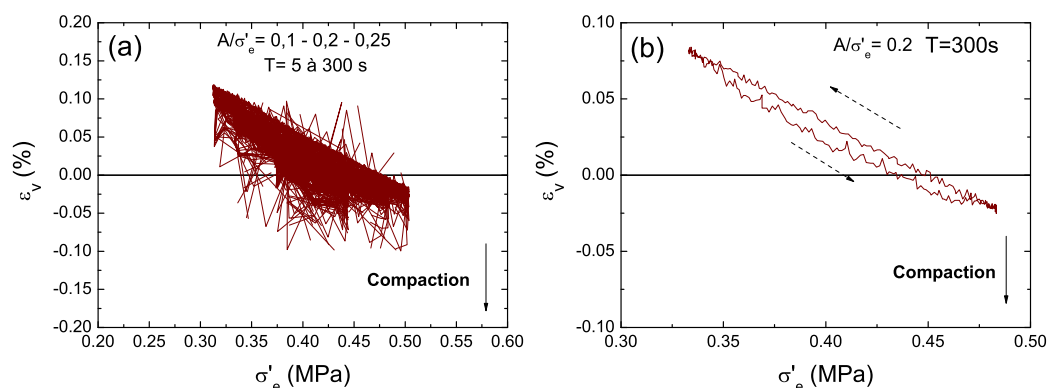 (a)
A/σ'e = 0,1 - 0,2 - 0,25
T= 5 à 300 s
0.20
0.15
0.10
0.05
0.00
-0.05
-0.10
-0.15
-0.20
εv (%)
Compaction
0.20 0.25 0.30 0.35 0.40 0.45 0.50 0.55 0.60
σ'e (MPa)
(b)
A/σ'e = 0.2 T=300s
0.10
0.05
0.00
-0.05
-0.10
εv (%)
Compaction
0.30 0.35 0.40 0.45 0.50
σ'e (MPa)